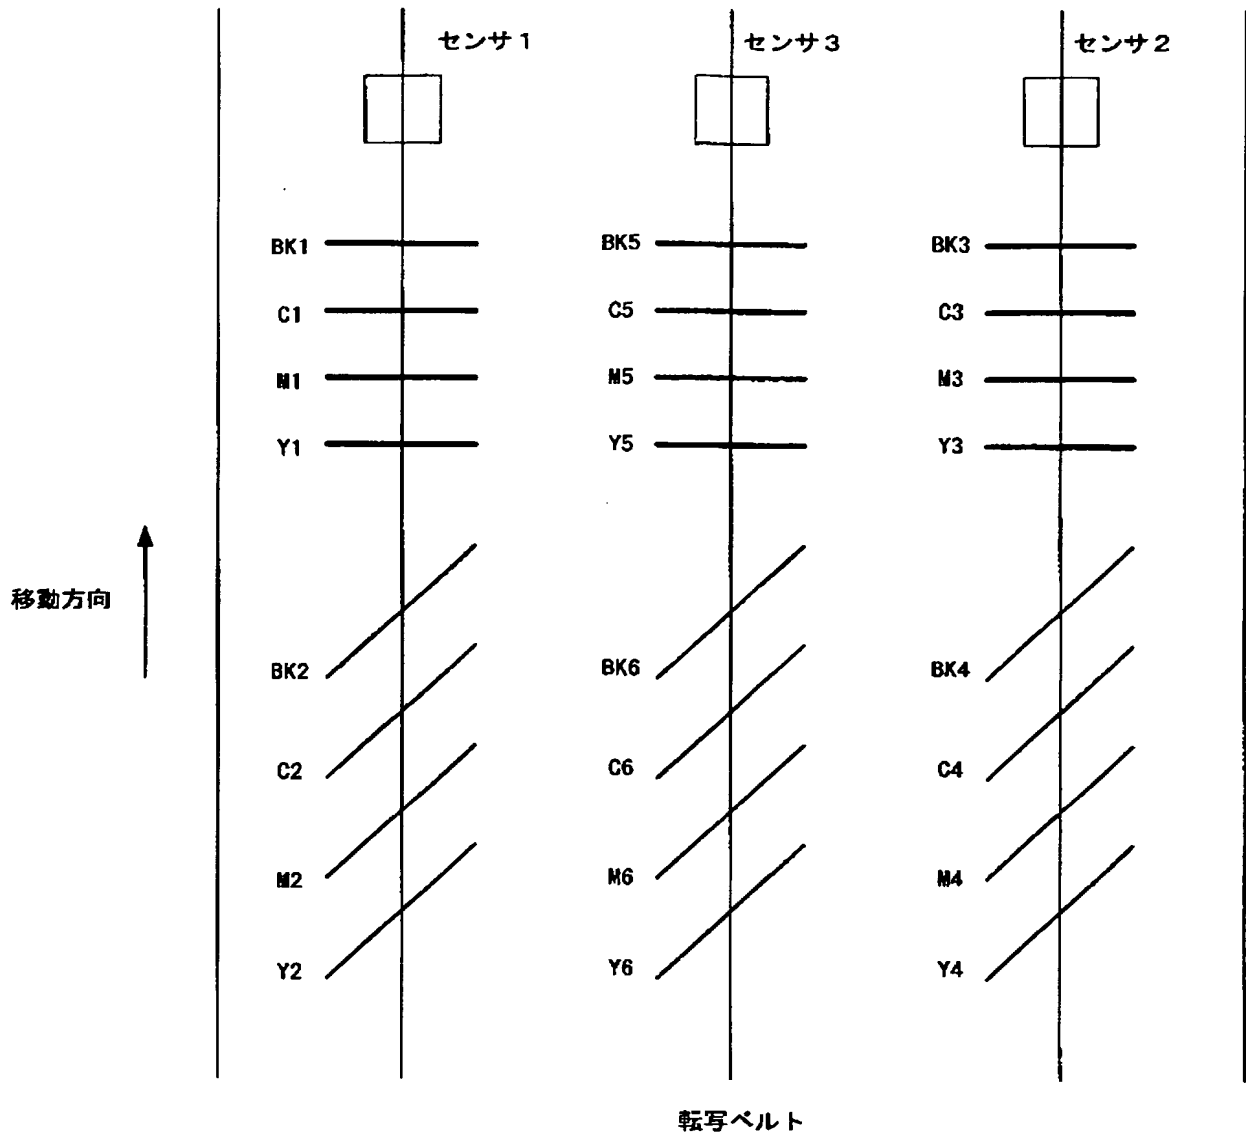 センサ1 センサ3 センサ2
BK1 BK5 BK3
C1 C5 C3
M1 M5 M3
Y1 Y5 Y3
移動方向
BK2 BK6 BK4
C2 C6 C4
M2 M6 M4
Y2 Y6 Y4
転写ベルト